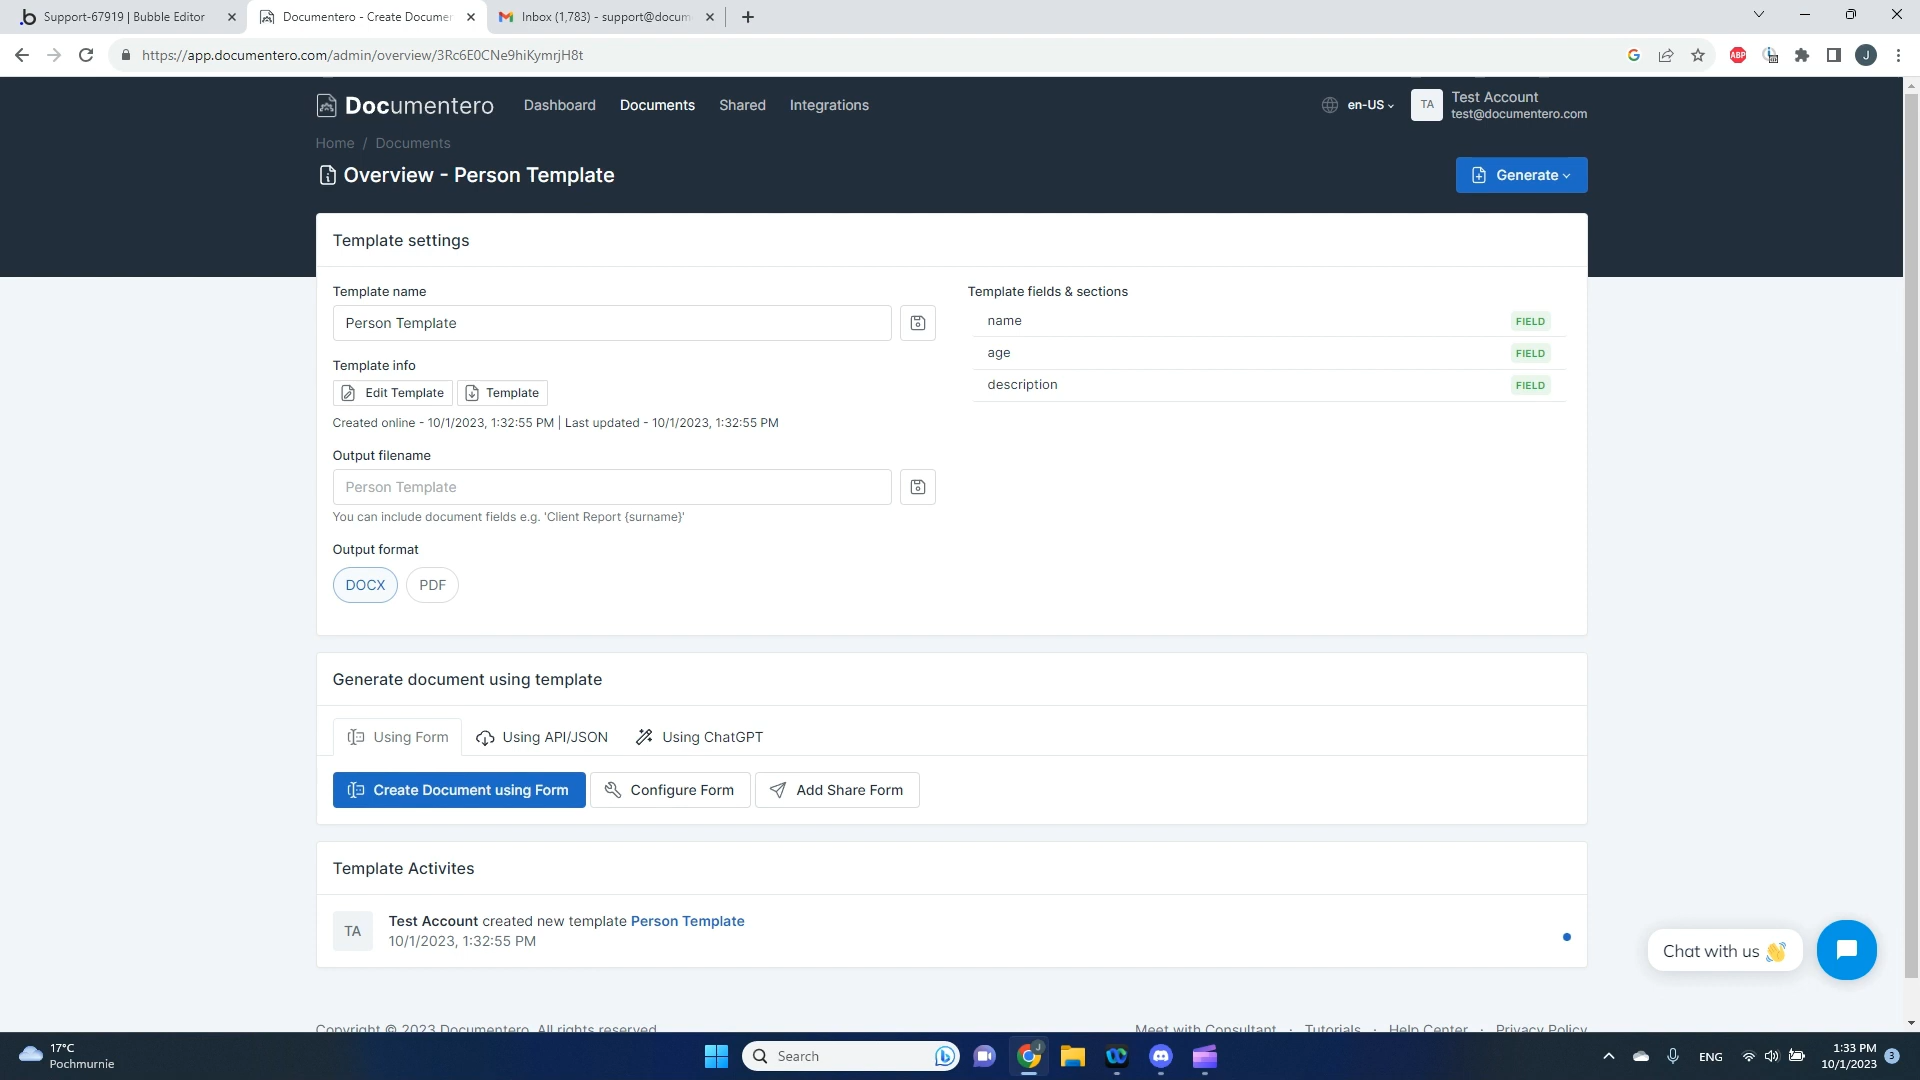 Support-67919 | Bubble Editor
Documentero - Create Documer
Inbox (1,783) - support@docum
https://app.documentero.com/admin/overview/3Rc6E0CNe9hiKymrjH8t
ABP
J
Documentero
Dashboard
Documents
Shared
Integrations
en-US
TA
Test Account
test@documentero.com
Home / Documents
Overview - Person Template
Generate
Template settings
Template name
Person Template
Template info
Edit Template
Template
Created online - 10/1/2023, 1:32:55 PM | Last updated - 10/1/2023, 1:32:55 PM
Output filename
Person Template
You can include document fields e.g. 'Client Report {surname}'
Output format
DOCX
PDF
Template fields & sections
name FIELD
age FIELD
description FIELD
Generate document using template
Using Form
Using API/JSON
Using ChatGPT
Create Document using Form
Configure Form
Add Share Form
Template Activites
TA
Test Account created new template Person Template
10/1/2023, 1:32:55 PM
Chat with us 👋
Copyright © 2023 Documentero. All rights reserved
Meet with Consultant · Tutorials · Help Center · Privacy Policy
17°C
Pochmurnie
Search
J
ENG
1:33 PM
10/1/2023
3